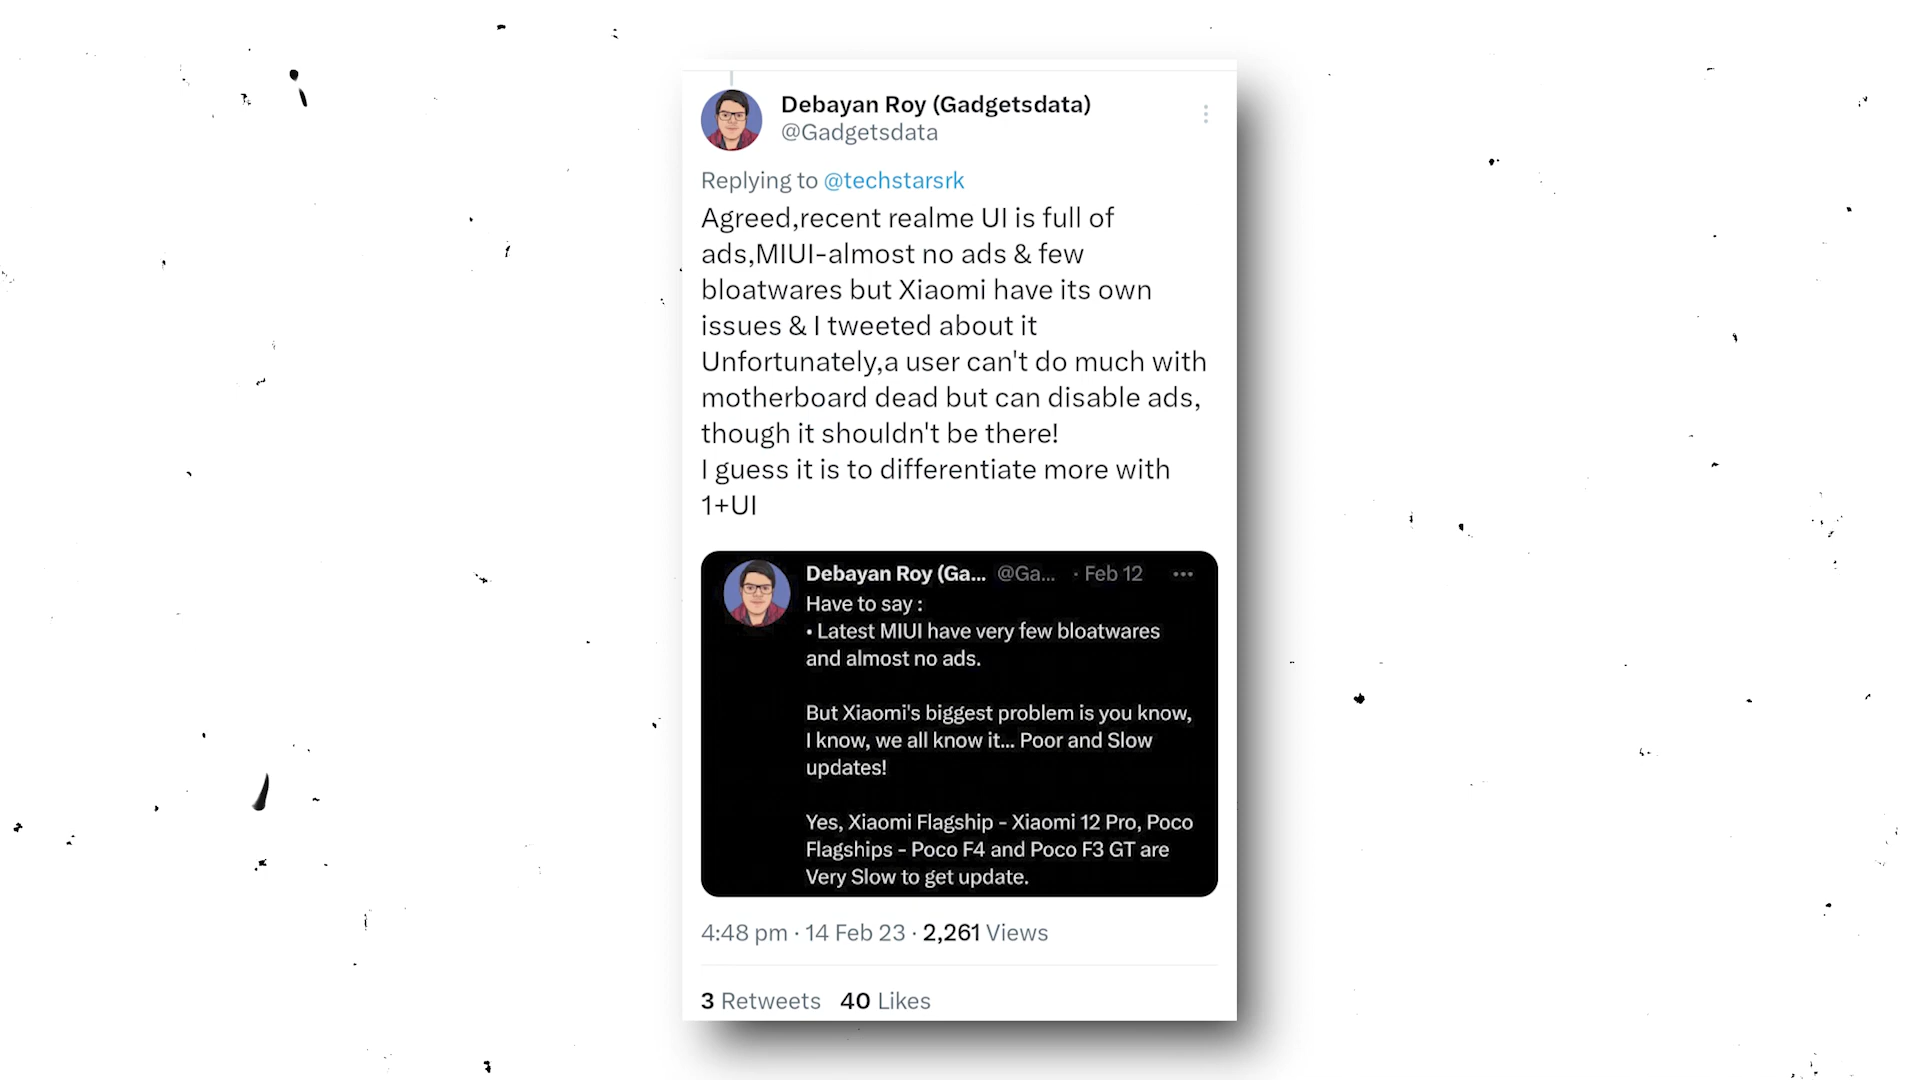 Debayan Roy (Gadgetsdata)
@Gadgetsdata
Replying to @techstarsrk
Agreed,recent realme UI is full of
ads,MIUI-almost no ads & few
bloatwares but Xiaomi have its own
issues & I tweeted about it
Unfortunately,a user can't do much with
motherboard dead but can disable ads,
though it shouldn't be there!
I guess it is to differentiate more with
1+UI
Debayan Roy (Ga... @Ga... · Feb 12
Have to say :
• Latest MIUI have very few bloatwares
and almost no ads.
But Xiaomi's biggest problem is you know,
I know, we all know it... Poor and Slow
updates!
Yes, Xiaomi Flagship - Xiaomi 12 Pro, Poco
Flagships - Poco F4 and Poco F3 GT are
Very Slow to get update.
4:48 pm · 14 Feb 23 · 2,261 Views
3 Retweets 40 Likes